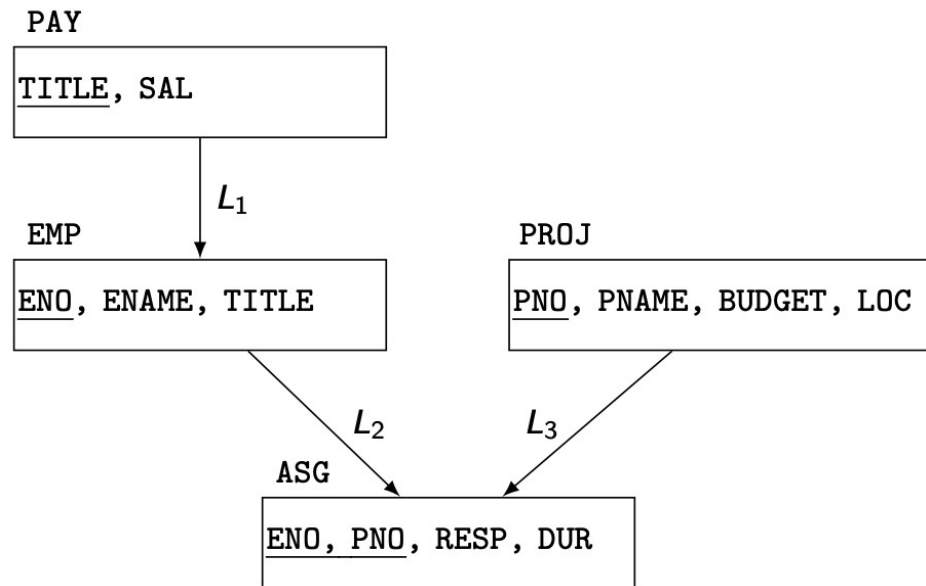 PAY
TITLE, SAL
L1
EMP
PROJ
ENO, ENAME, TITLE
PNO, PNAME, BUDGET, LOC
L2
L3
ASG
ENO, PNO, RESP, DUR